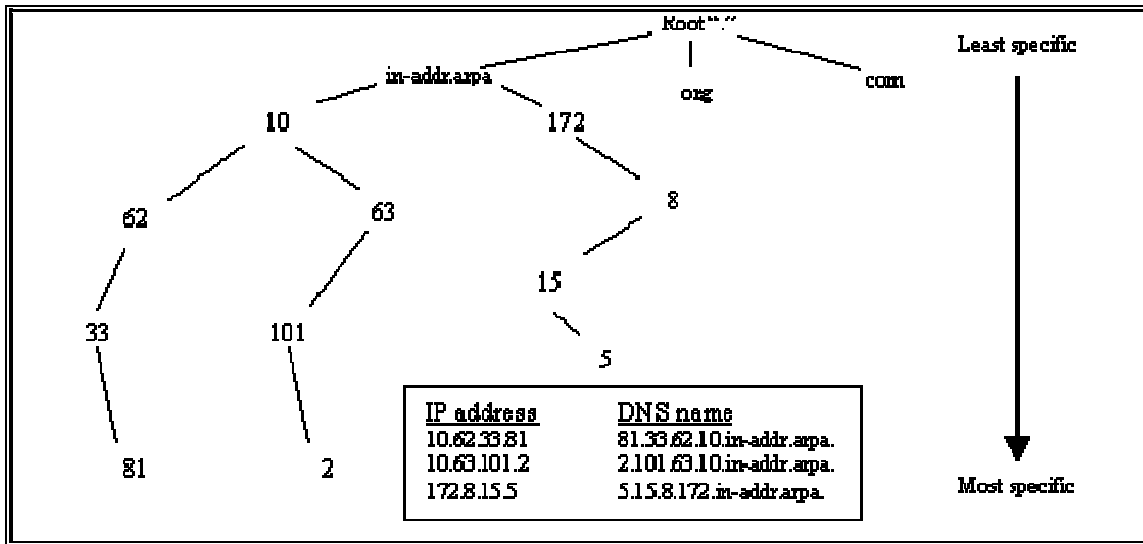 Root "."
Least specific
in-addr.arpa
org
com
10
172
62
63
8
15
33
101
5
81
2
IP address DNS name
10.62.33.81 81.33.62.10.in-addr.arpa.
10.63.101.2 2.101.63.10.in-addr.arpa.
172.8.15.5 5.15.8.172.in-addr.arpa.
Most specific